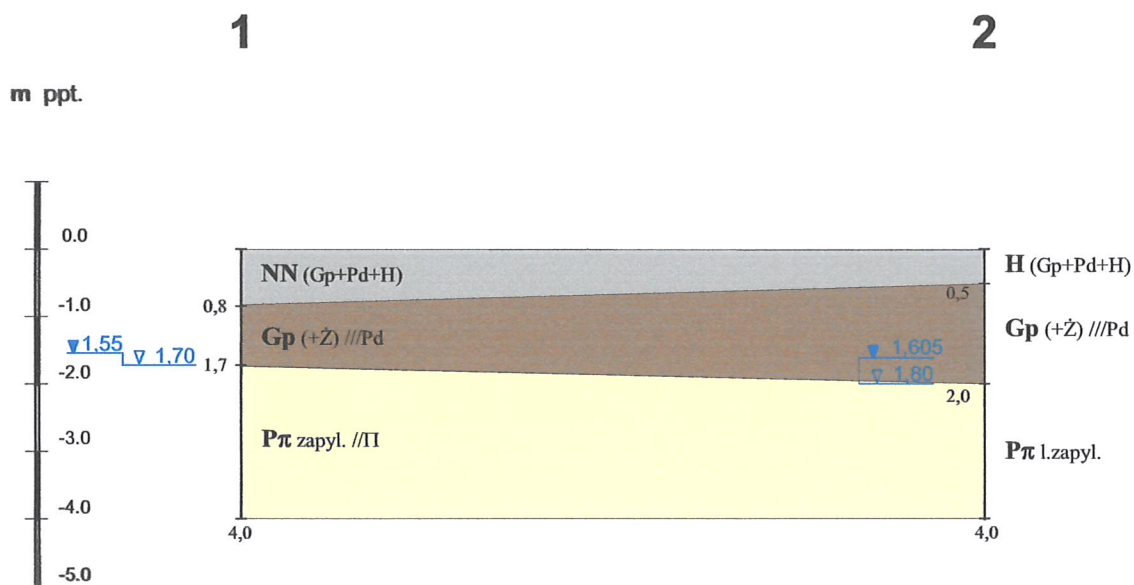 1 2
m ppt.
0.0
NN (Gp+Pd+H)
H (Gp+Pd+H)
-1.0
0,8
0,5
Gp (+Ż) ///Pd
Gp (+Ż) ///Pd
1,55
1,70
1,7
1,605
1,80
-2.0
2,0
-3.0
Pπ zapyl. //Π
Pπ l.zapyl.
-4.0
4,0
4,0
-5.0